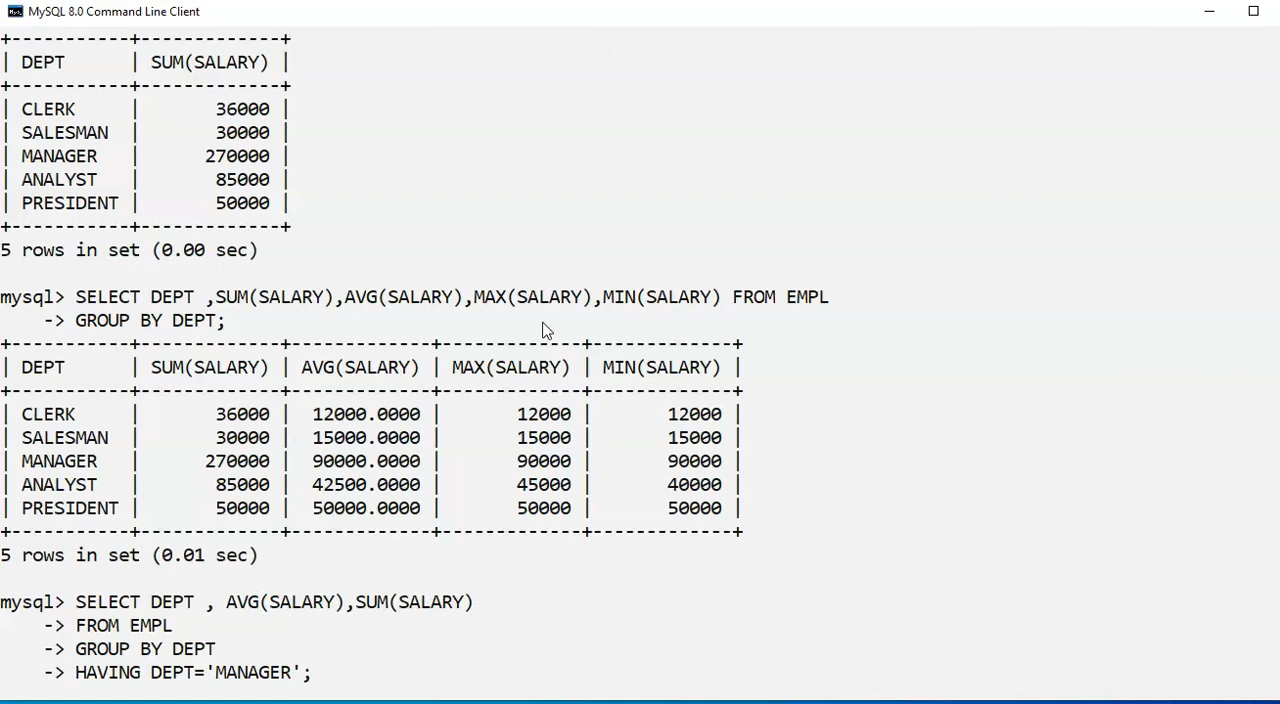 MySQL 8.0 Command Line Client
+-----------+-------------+
| DEPT      | SUM(SALARY) |
+-----------+-------------+
| CLERK     |       36000 |
| SALESMAN  |       30000 |
| MANAGER   |      270000 |
| ANALYST   |       85000 |
| PRESIDENT |       50000 |
+-----------+-------------+
5 rows in set (0.00 sec)
mysql> SELECT DEPT ,SUM(SALARY),AVG(SALARY),MAX(SALARY),MIN(SALARY) FROM EMPL
    -> GROUP BY DEPT;
+-----------+-------------+-------------+-------------+-------------+
| DEPT      | SUM(SALARY) | AVG(SALARY) | MAX(SALARY) | MIN(SALARY) |
+-----------+-------------+-------------+-------------+-------------+
| CLERK     |       36000 |  12000.0000 |       12000 |       12000 |
| SALESMAN  |       30000 |  15000.0000 |       15000 |       15000 |
| MANAGER   |      270000 |  90000.0000 |       90000 |       90000 |
| ANALYST   |       85000 |  42500.0000 |       45000 |       40000 |
| PRESIDENT |       50000 |  50000.0000 |       50000 |       50000 |
+-----------+-------------+-------------+-------------+-------------+
5 rows in set (0.01 sec)
mysql> SELECT DEPT , AVG(SALARY),SUM(SALARY)
    -> FROM EMPL
    -> GROUP BY DEPT
    -> HAVING DEPT='MANAGER';